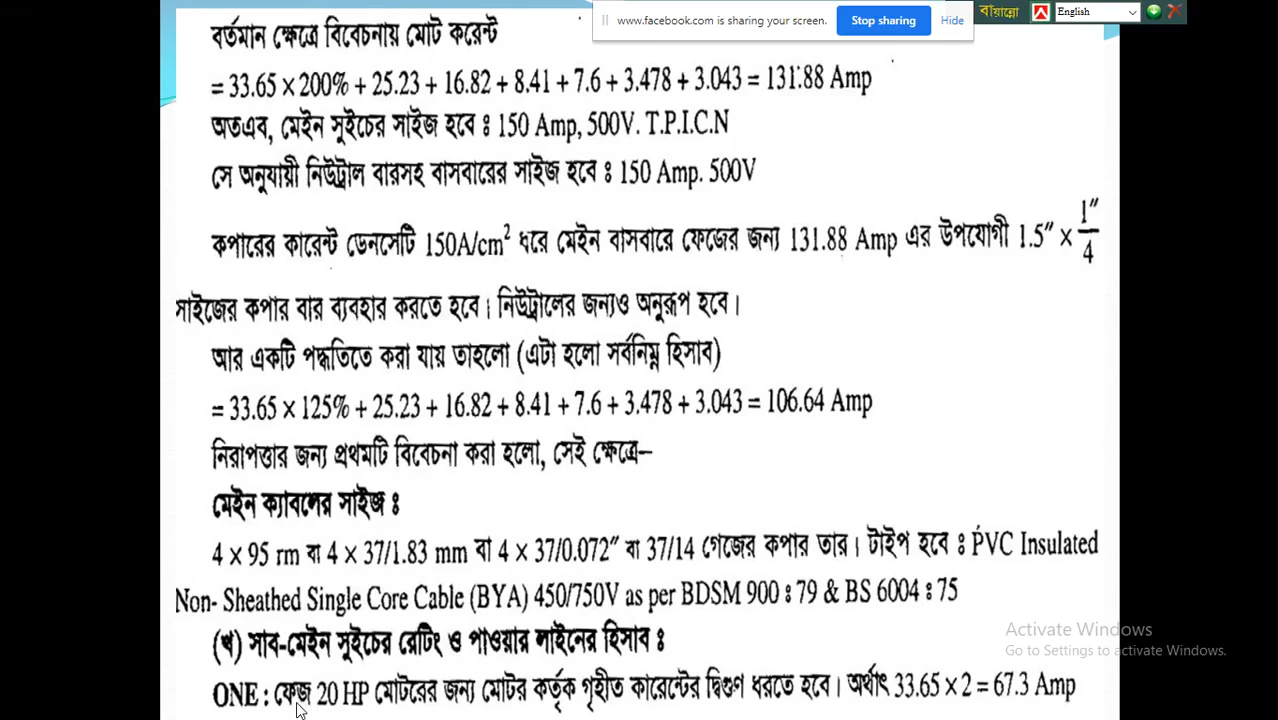 www.facebook.com is sharing your screen. Stop sharing Hide
বায়ান্নো English
বর্তমান ক্ষেত্রে বিবেচনায় মোট করেন্ট
= 33.65 × 200% + 25.23 + 16.82 + 8.41 + 7.6 + 3.478 + 3.043 = 131.88 Amp
অতএব, মেইন সুইচের সাইজ হবে ঃ 150 Amp, 500V. T.P.I.C.N
সে অনুযায়ী নিউট্রাল বারসহ বাসবারের সাইজ হবে ঃ 150 Amp. 500V
কপারের কারেন্ট ডেনসেটি 150A/cm² ধরে মেইন বাসবারে ফেজের জন্য 131.88 Amp এর উপযোগী 1.5″ × 1″/4
সাইজের কপার বার ব্যবহার করতে হবে। নিউট্রালের জন্যও অনুরূপ হবে।
আর একটি পদ্ধতিতে করা যায় তাহলো (এটা হলো সর্বনিম্ন হিসাব)
= 33.65 × 125% + 25.23 + 16.82 + 8.41 + 7.6 + 3.478 + 3.043 = 106.64 Amp
নিরাপত্তার জন্য প্রথমটি বিবেচনা করা হলো, সেই ক্ষেত্রে–
মেইন ক্যাবলের সাইজ ঃ
4 × 95 rm বা 4 × 37/1.83 mm বা 4 × 37/0.072″ বা 37/14 গেজের কপার তার। টাইপ হবে ঃ PVC Insulated
Non- Sheathed Single Core Cable (BYA) 450/750V as per BDSM 900 ঃ 79 & BS 6004 ঃ 75
(খ) সাব-মেইন সুইচের রেটিং ও পাওয়ার লাইনের হিসাব ঃ
ONE : ফেজ 20 HP মোটরের জন্য মোটর কর্তৃক গৃহীত কারেন্টের দ্বিগুণ ধরতে হবে। অর্থাৎ 33.65 × 2 = 67.3 Amp
Activate Windows
Go to Settings to activate Windows.